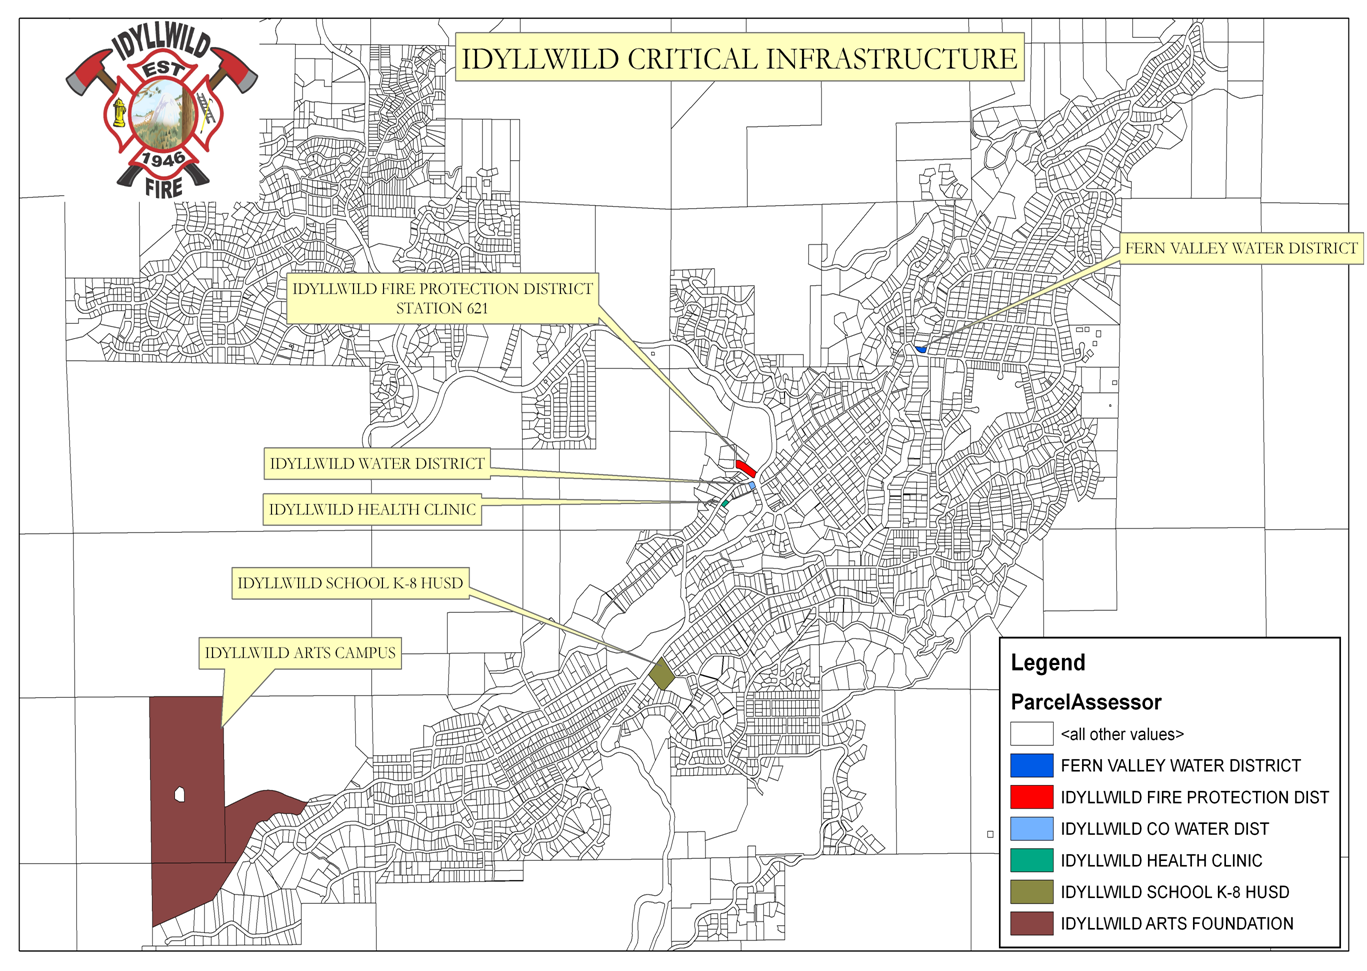 IDYLLWILD
EST
1946
FIRE
IDYLLWILD CRITICAL INFRASTRUCTURE
FERN VALLEY WATER DISTRICT
IDYLLWILD FIRE PROTECTION DISTRICT
STATION 621
IDYLLWILD WATER DISTRICT
IDYLLWILD HEALTH CLINIC
IDYLLWILD SCHOOL K-8 HUSD
IDYLLWILD ARTS CAMPUS
Legend
ParcelAssessor
<all other values>
FERN VALLEY WATER DISTRICT
IDYLLWILD FIRE PROTECTION DIST
IDYLLWILD CO WATER DIST
IDYLLWILD HEALTH CLINIC
IDYLLWILD SCHOOL K-8 HUSD
IDYLLWILD ARTS FOUNDATION